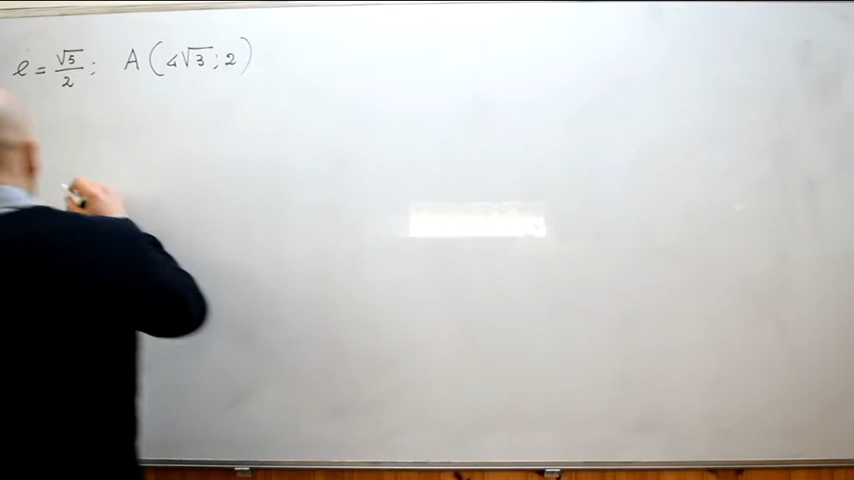 e = √5/2; A(4√3; 2)